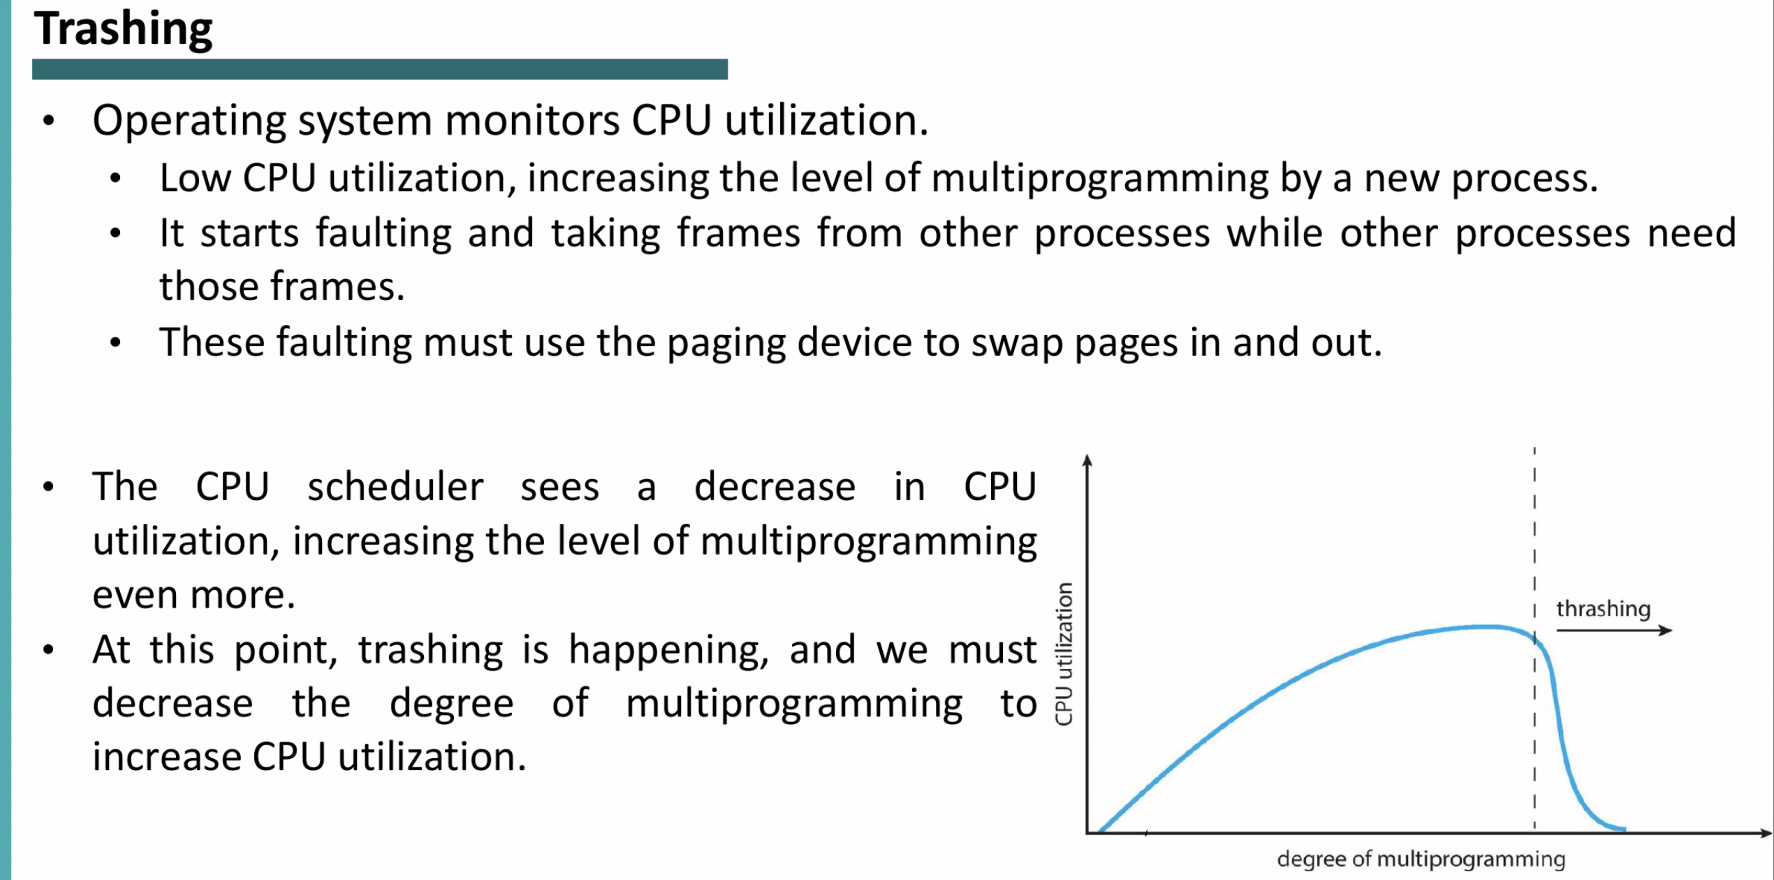 Trashing
• Operating system monitors CPU utilization.
• Low CPU utilization, increasing the level of multiprogramming by a new process.
• It starts faulting and taking frames from other processes while other processes need
those frames.
• These faulting must use the paging device to swap pages in and out.
• The CPU scheduler sees a decrease in CPU
utilization, increasing the level of multiprogramming
even more.
• At this point, trashing is happening, and we must
decrease the degree of multiprogramming to
increase CPU utilization.
CPU utilization
thrashing
degree of multiprogramming